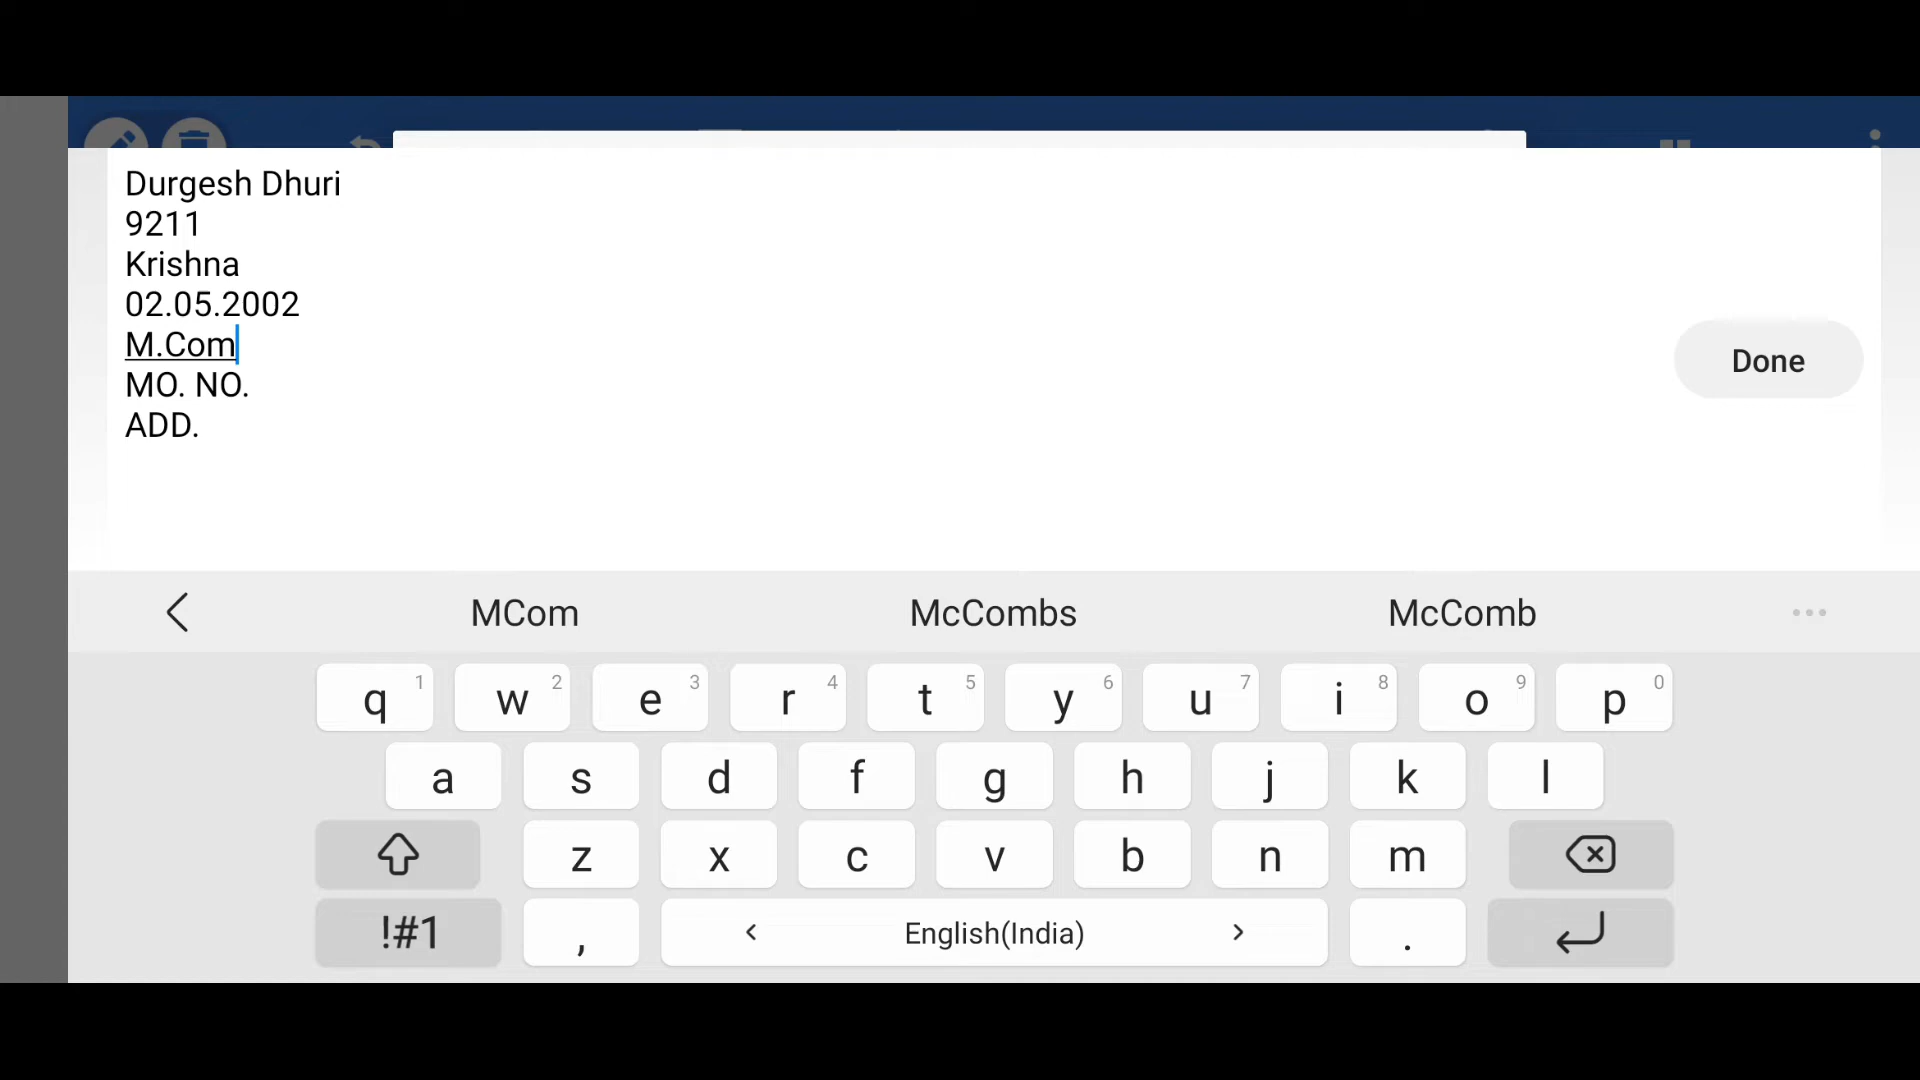 Durgesh Dhuri
9211
Krishna
02.05.2002
M.Com
MO. NO.
ADD.
Done
MCom McCombs McComb
q 1 w 2 e 3 r 4 t 5 y 6 u 7 i 8 o 9 p 0
a s d f g h j k l
z x c v b n m
!#1 , < English(India) > .